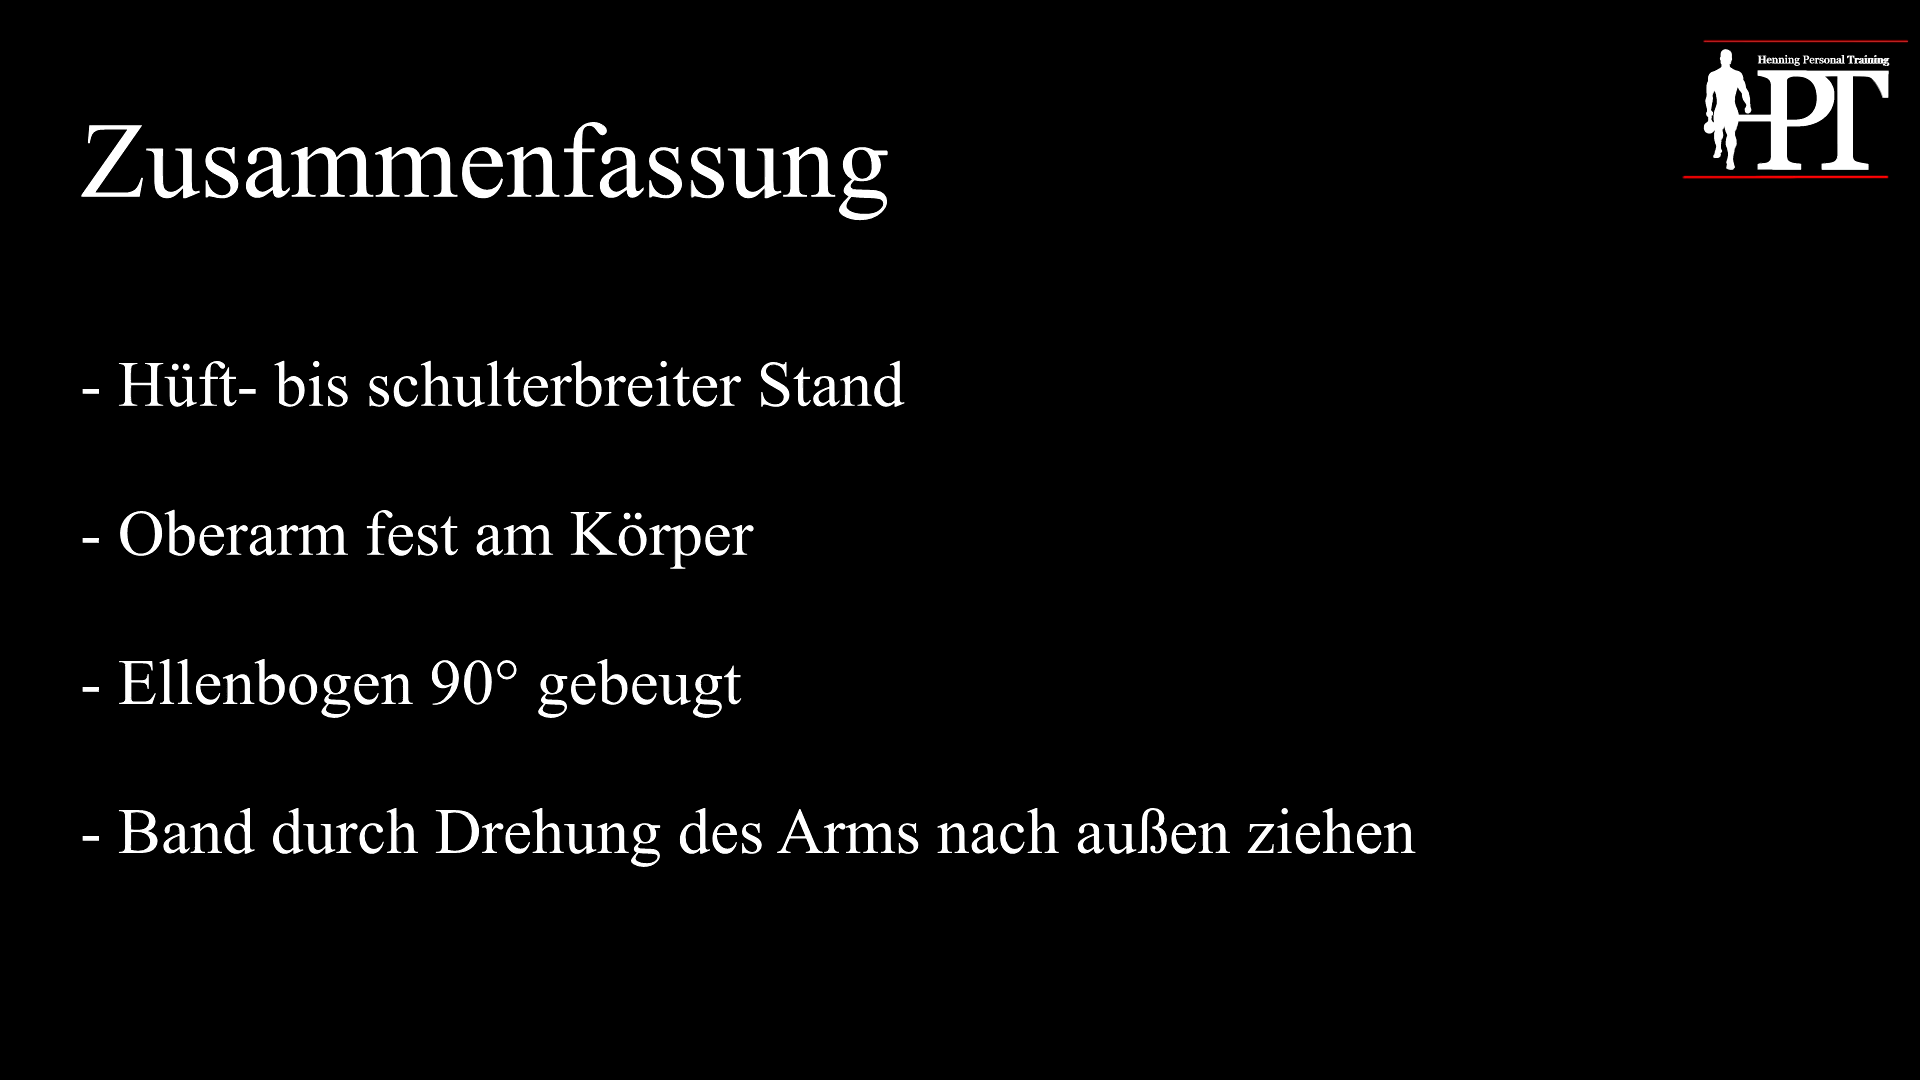 Henning Personal Training
HPT
Zusammenfassung
- Hüft- bis schulterbreiter Stand
- Oberarm fest am Körper
- Ellenbogen 90° gebeugt
- Band durch Drehung des Arms nach außen ziehen